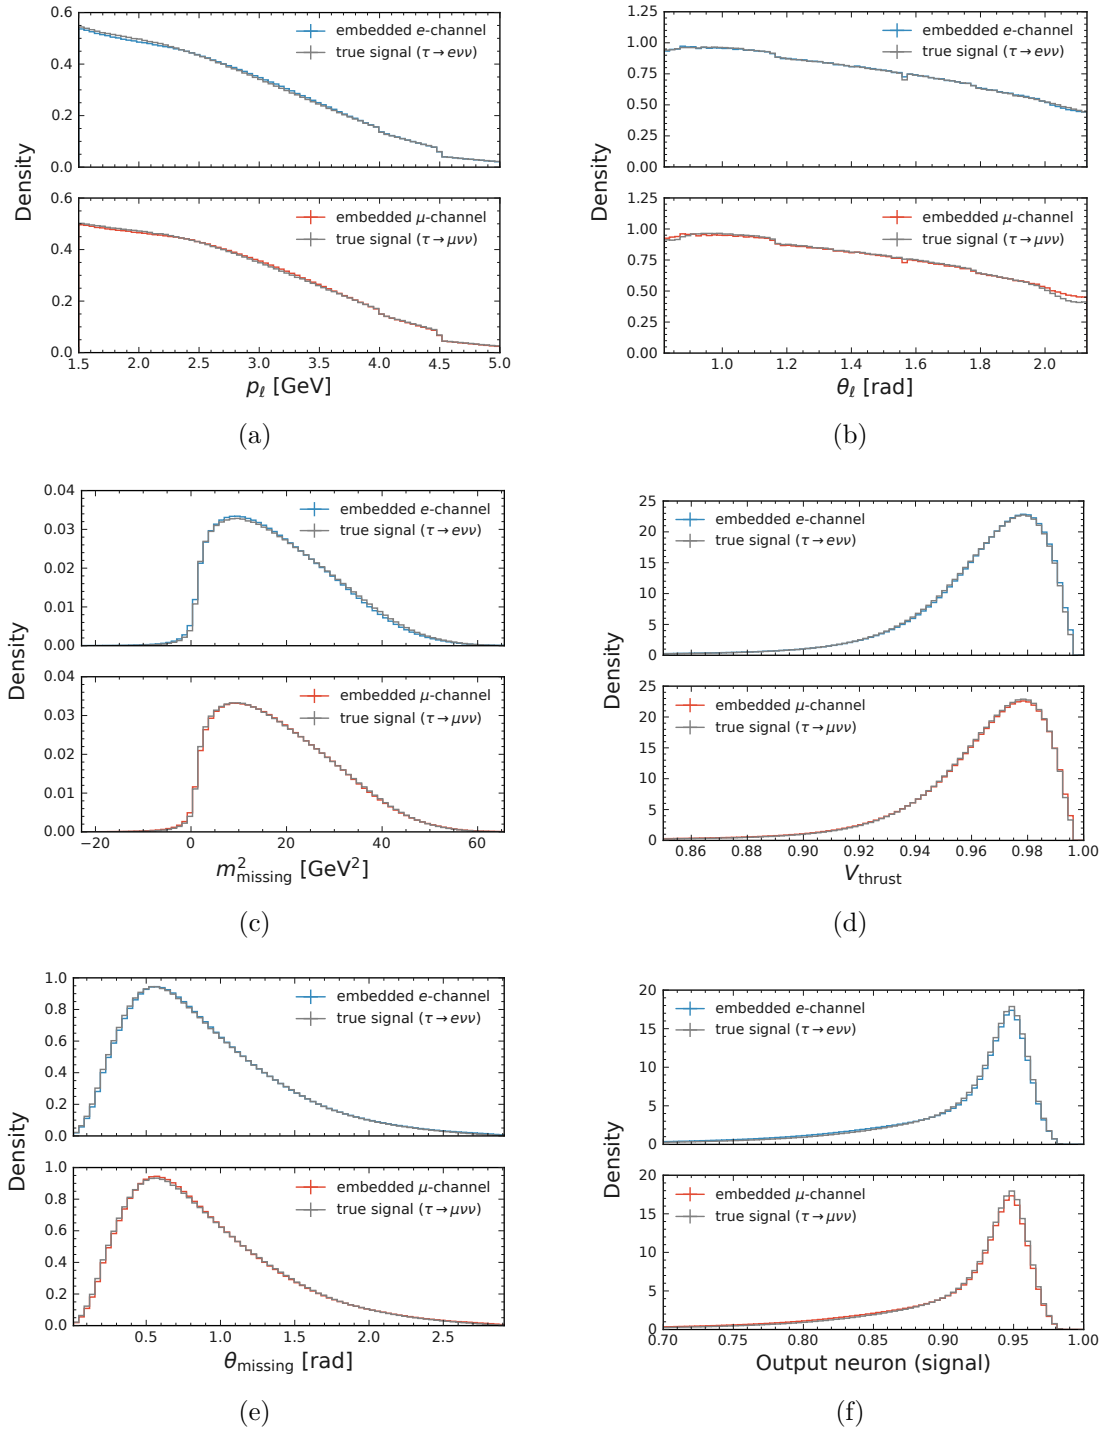 0.6
0.4
0.2
0.0
embedded e-channel
true signal (τ→eνν)
0.6
0.4
0.2
0.0
embedded μ-channel
true signal (τ→μνν)
Density
1.5 2.0 2.5 3.0 3.5 4.0 4.5 5.0
pℓ [GeV]
(a)
1.25
1.00
0.75
0.50
0.25
0.00
embedded e-channel
true signal (τ→eνν)
1.25
1.00
0.75
0.50
0.25
0.00
embedded μ-channel
true signal (τ→μνν)
Density
1.0 1.2 1.4 1.6 1.8 2.0
θℓ [rad]
(b)
0.04
0.03
0.02
0.01
0.00
embedded e-channel
true signal (τ→eνν)
0.04
0.03
0.02
0.01
0.00
embedded μ-channel
true signal (τ→μνν)
Density
−20 0 20 40 60
m²missing [GeV²]
(c)
25
20
15
10
5
0
embedded e-channel
true signal (τ→eνν)
25
20
15
10
5
0
embedded μ-channel
true signal (τ→μνν)
Density
0.86 0.88 0.90 0.92 0.94 0.96 0.98 1.00
Vthrust
(d)
1.0
0.8
0.6
0.4
0.2
0.0
embedded e-channel
true signal (τ→eνν)
1.0
0.8
0.6
0.4
0.2
0.0
embedded μ-channel
true signal (τ→μνν)
Density
0.5 1.0 1.5 2.0 2.5
θmissing [rad]
(e)
20
15
10
5
0
embedded e-channel
true signal (τ→eνν)
20
15
10
5
0
embedded μ-channel
true signal (τ→μνν)
Density
0.70 0.75 0.80 0.85 0.90 0.95 1.00
Output neuron (signal)
(f)